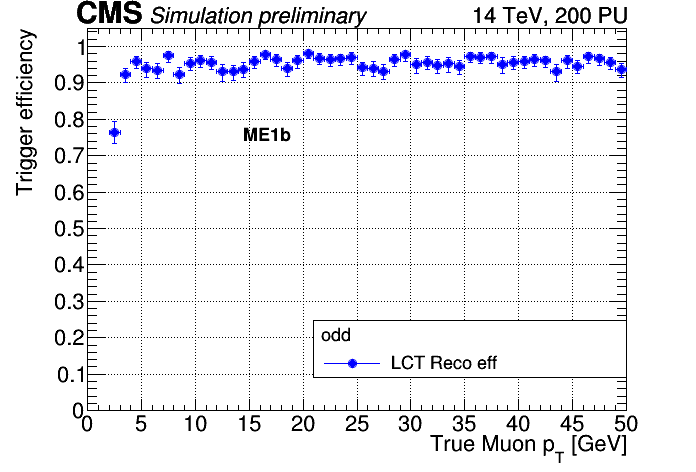 CMS Simulation preliminary 14 TeV, 200 PU
Trigger efficiency
1
0.9
0.8
0.7
0.6
0.5
0.4
0.3
0.2
0.1
0
ME1b
odd
LCT Reco eff
0 5 10 15 20 25 30 35 40 45 50
True Muon p_T [GeV]